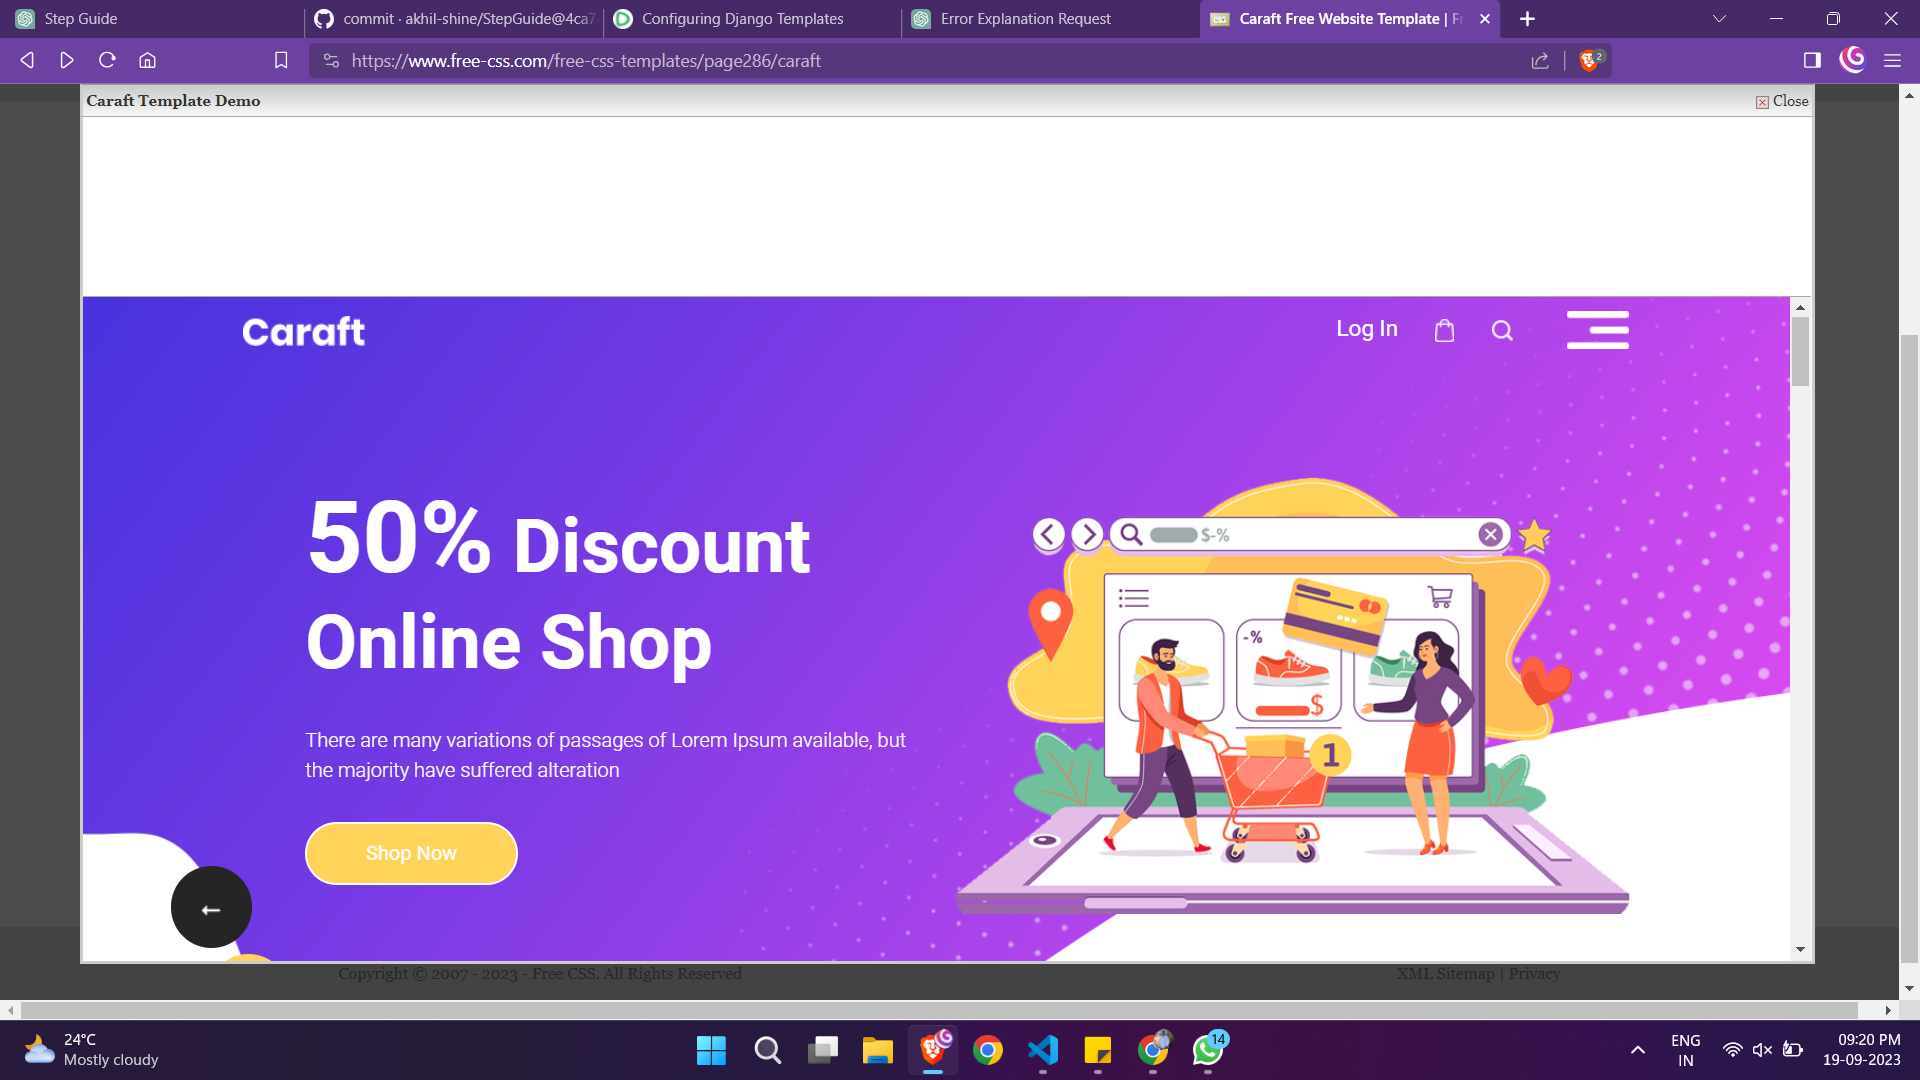 Step Guide
commit · akhil-shine/StepGuide@4ca7
Configuring Django Templates
Error Explanation Request
Caraft Free Website Template | Fr
https://www.free-css.com/free-css-templates/page286/caraft
2
Caraft Template Demo
Close
Caraft
Log In
50% Discount
Online Shop
$-%
-%
$
1
There are many variations of passages of Lorem Ipsum available, but
the majority have suffered alteration
Shop Now
←
Copyright © 2007 - 2023 - Free CSS. All Rights Reserved
XML Sitemap | Privacy
24°C
Mostly cloudy
14
ENG
IN
09:20 PM
19-09-2023